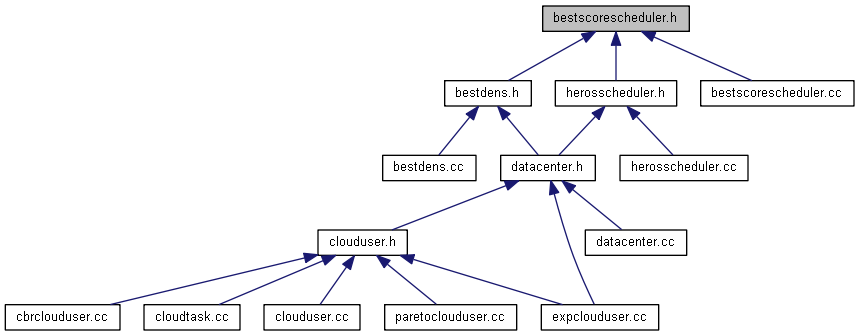 bestscorescheduler.h
bestdens.h
herosscheduler.h
bestscorescheduler.cc
bestdens.cc
datacenter.h
herosscheduler.cc
clouduser.h
datacenter.cc
cbrclouduser.cc
cloudtask.cc
clouduser.cc
paretoclouduser.cc
expclouduser.cc